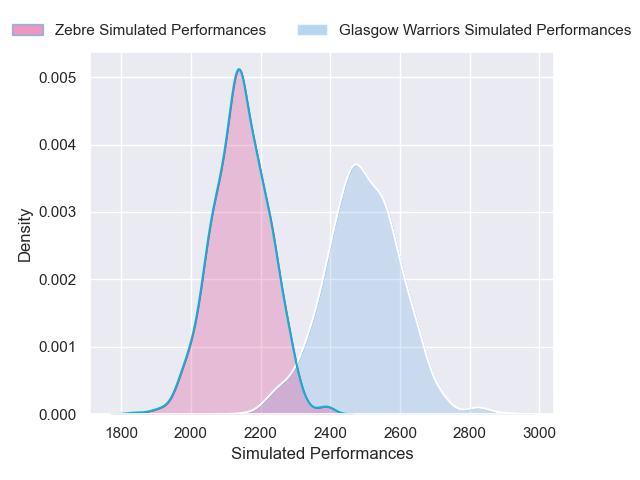 Zebre Simulated Performances
Glasgow Warriors Simulated Performances
0.005
0.004
0.003
0.002
0.001
0.000
Density
1800 2000 2200 2400 2600 2800 3000
Simulated Performances